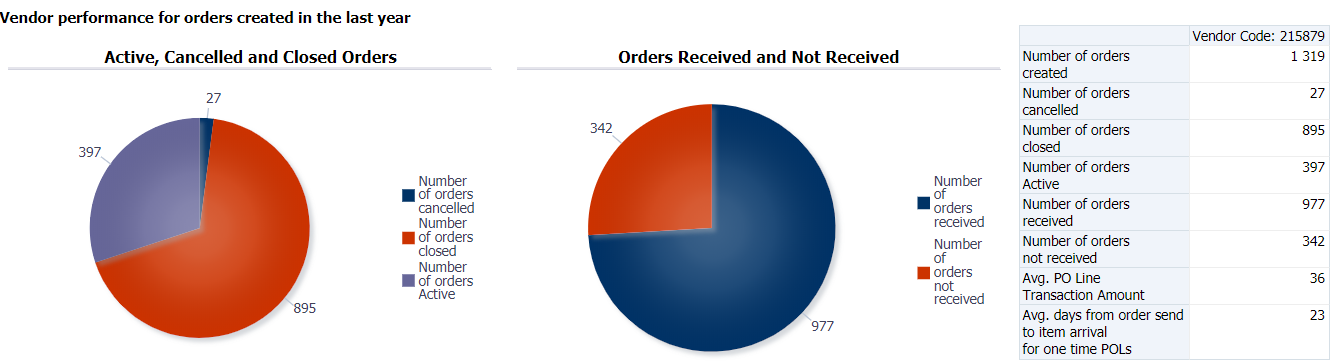 Vendor performance for orders created in the last year
Active, Cancelled and Closed Orders
27
397
895
Number
of orders
cancelled
Number
of orders
closed
Number
of orders
Active
Orders Received and Not Received
342
977
Number
of
orders
received
Number
of
orders
not
received
Vendor Code: 215879
Number of orders
created
1 319
Number of orders
cancelled
27
Number of orders
closed
895
Number of orders
Active
397
Number of orders
received
977
Number of orders
not received
342
Avg. PO Line
Transaction Amount
36
Avg. days from order send
to item arrival
for one time POLs
23